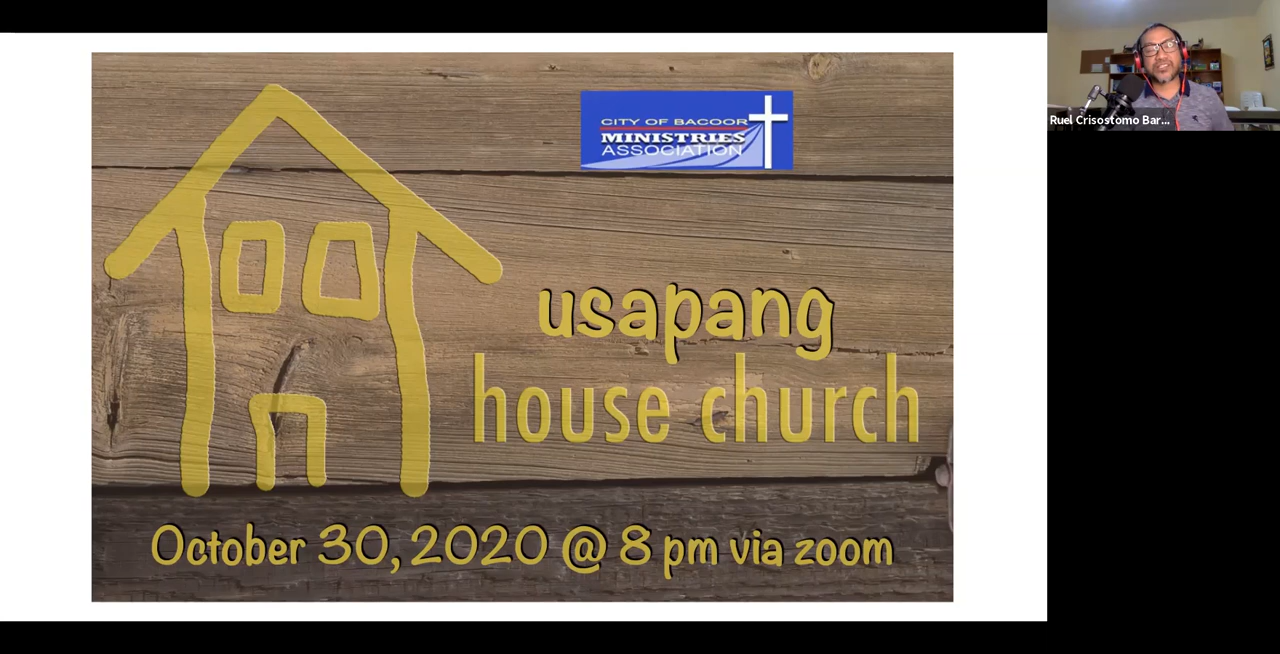 CITY OF BACOOR
MINISTRIES
ASSOCIATION
Ruel Crisostomo Bar...
usapang
house church
October 30, 2020 @ 8 pm via zoom